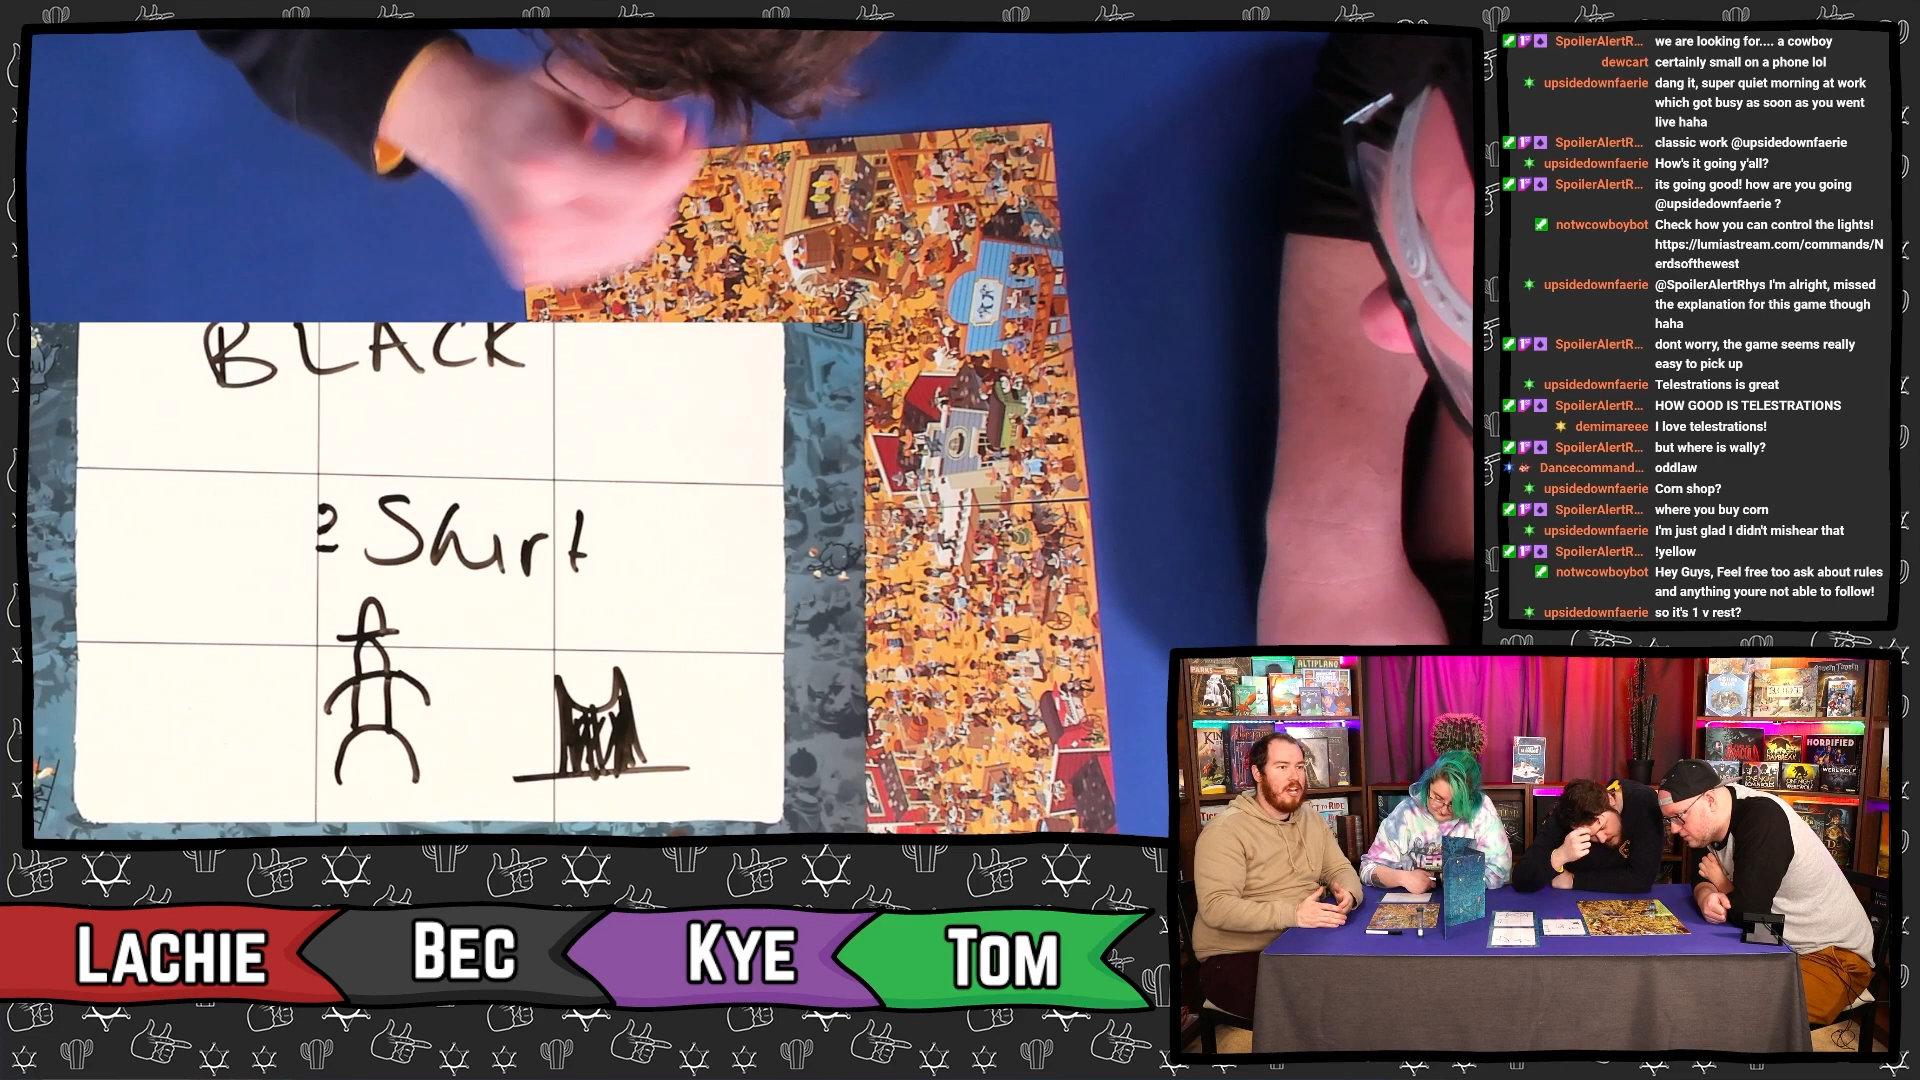 BLACK
Shirt
SpoilerAlertR... we are looking for.... a cowboy
dewcart certainly small on a phone lol
upsidedownfaerie dang it, super quiet morning at work
which got busy as soon as you went
live haha
SpoilerAlertR... classic work @upsidedownfaerie
upsidedownfaerie How's it going y'all?
SpoilerAlertR... its going good! how are you going
@upsidedownfaerie ?
notwcowboybot Check how you can control the lights!
https://lumiastream.com/commands/N
erdsofthewest
upsidedownfaerie @SpoilerAlertRhys I'm alright, missed
the explanation for this game though
haha
SpoilerAlertR... dont worry, the game seems really
easy to pick up
upsidedownfaerie Telestrations is great
SpoilerAlertR... HOW GOOD IS TELESTRATIONS
demimareee I love telestrations!
SpoilerAlertR... but where is wally?
Dancecommand... oddlaw
upsidedownfaerie Corn shop?
SpoilerAlertR... where you buy corn
upsidedownfaerie I'm just glad I didn't mishear that
SpoilerAlertR... !yellow
notwcowboybot Hey Guys, Feel free too ask about rules
and anything youre not able to follow!
upsidedownfaerie so it's 1 v rest?
PARKS
ALTIPLANO
HORRIFIED
LACHIE
BEC
KYE
TOM